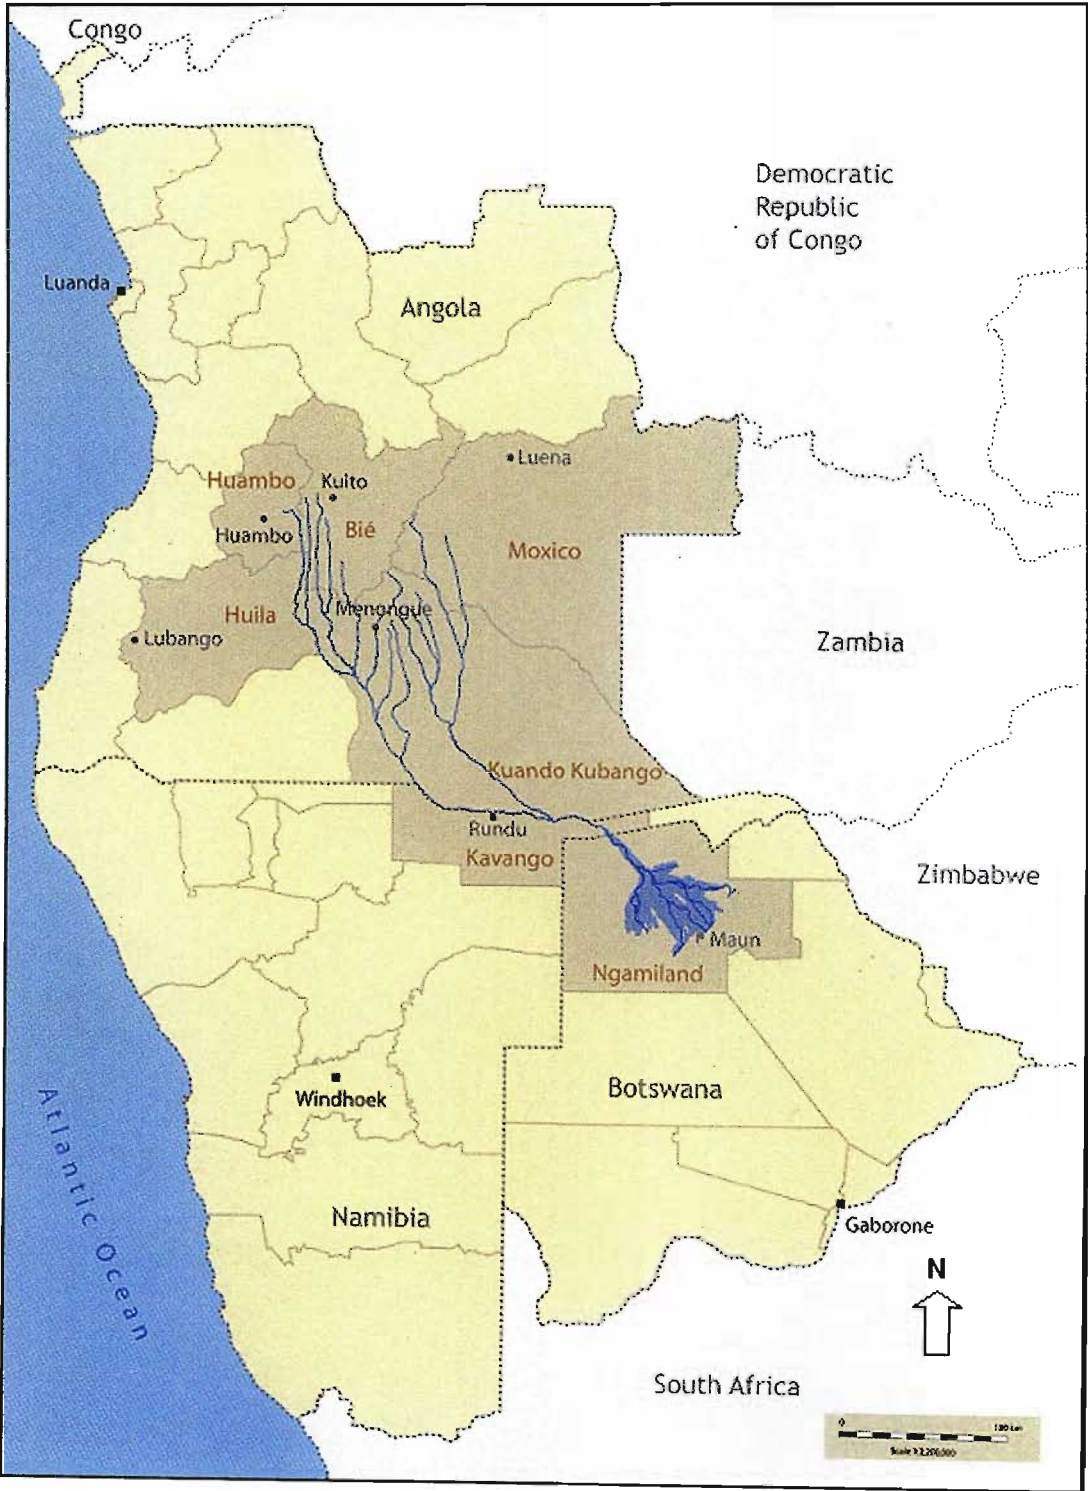 Congo
Democratic
Republic
of Congo
Luanda
Angola
Luena
Huambo
Kuito
Huambo
Bié
Moxico
Huila
Menongue
Lubango
Zambia
Kuando Kubango
Rundu
Kavango
Zimbabwe
Maun
Ngamiland
Windhoek
Botswana
Atlantic Ocean
Namibia
Gaborone
N
South Africa
0